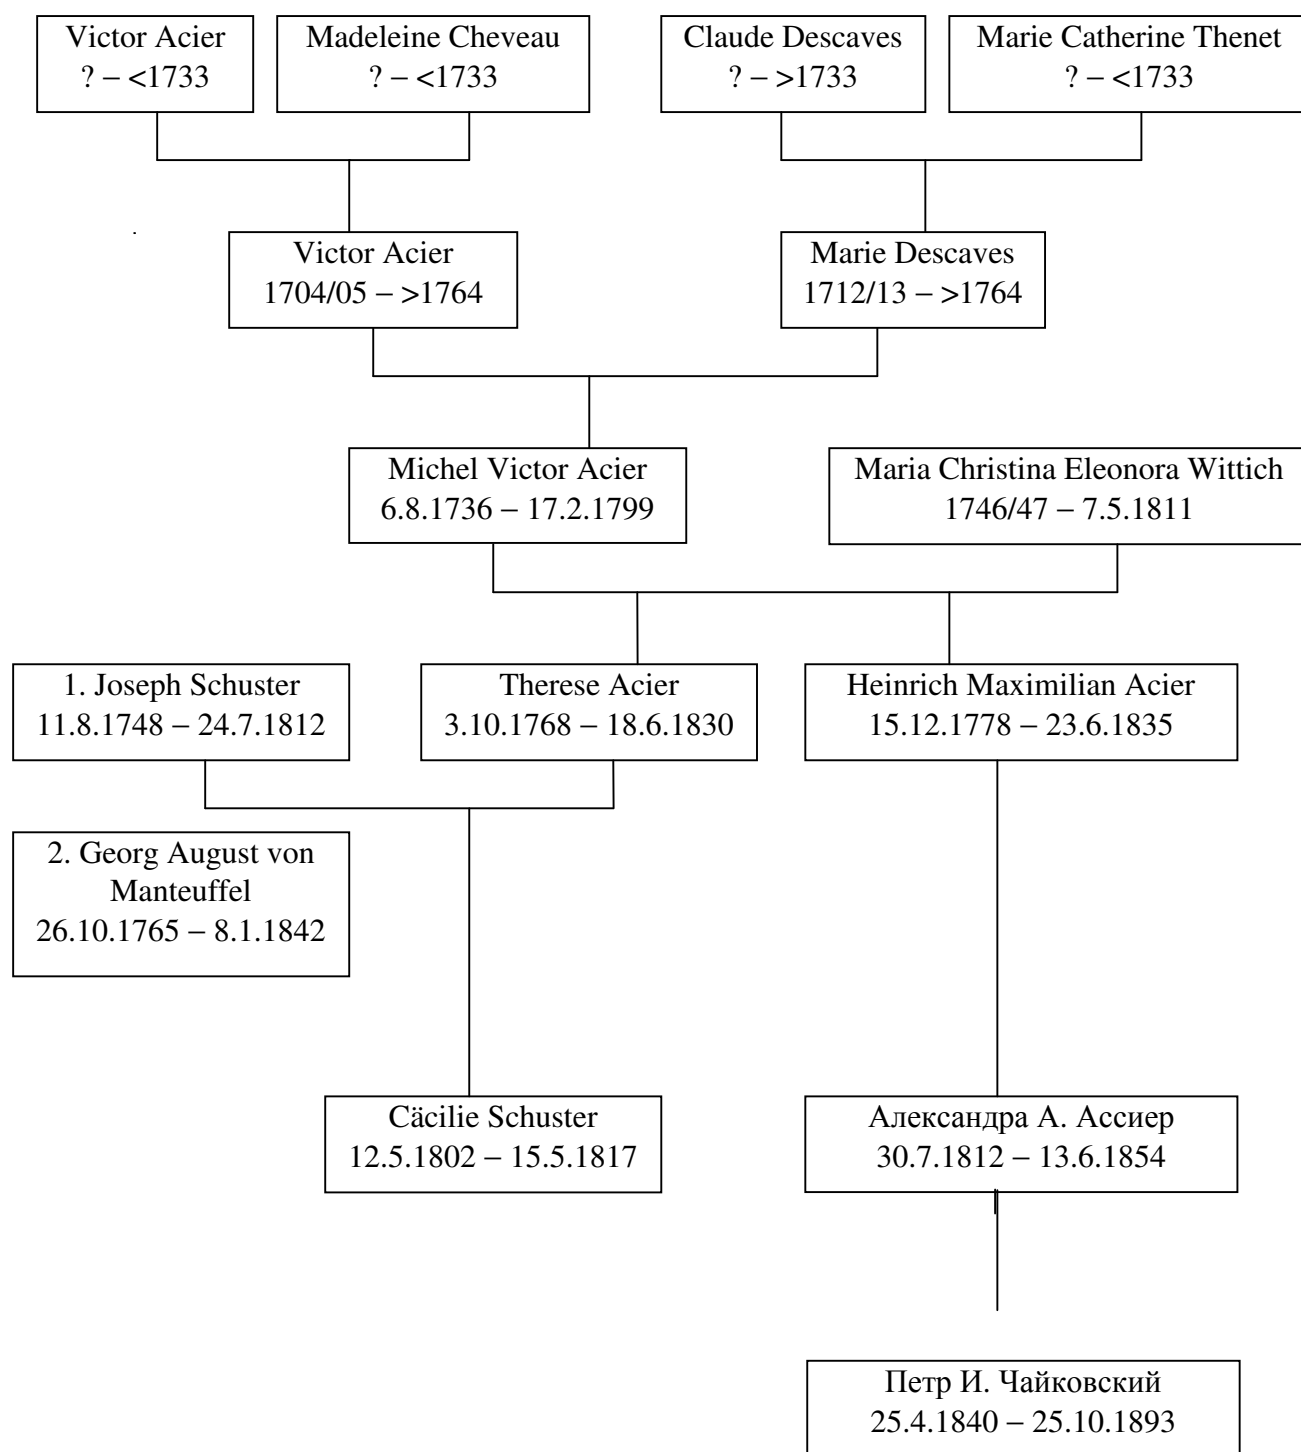 Victor Acier
? – <1733
Madeleine Cheveau
? – <1733
Claude Descaves
? – >1733
Marie Catherine Thenet
? – <1733
Victor Acier
1704/05 – >1764
Marie Descaves
1712/13 – >1764
Michel Victor Acier
6.8.1736 – 17.2.1799
Maria Christina Eleonora Wittich
1746/47 – 7.5.1811
1. Joseph Schuster
11.8.1748 – 24.7.1812
Therese Acier
3.10.1768 – 18.6.1830
Heinrich Maximilian Acier
15.12.1778 – 23.6.1835
2. Georg August von
Manteuffel
26.10.1765 – 8.1.1842
Cäcilie Schuster
12.5.1802 – 15.5.1817
Александра А. Ассиер
30.7.1812 – 13.6.1854
Петр И. Чайковский
25.4.1840 – 25.10.1893